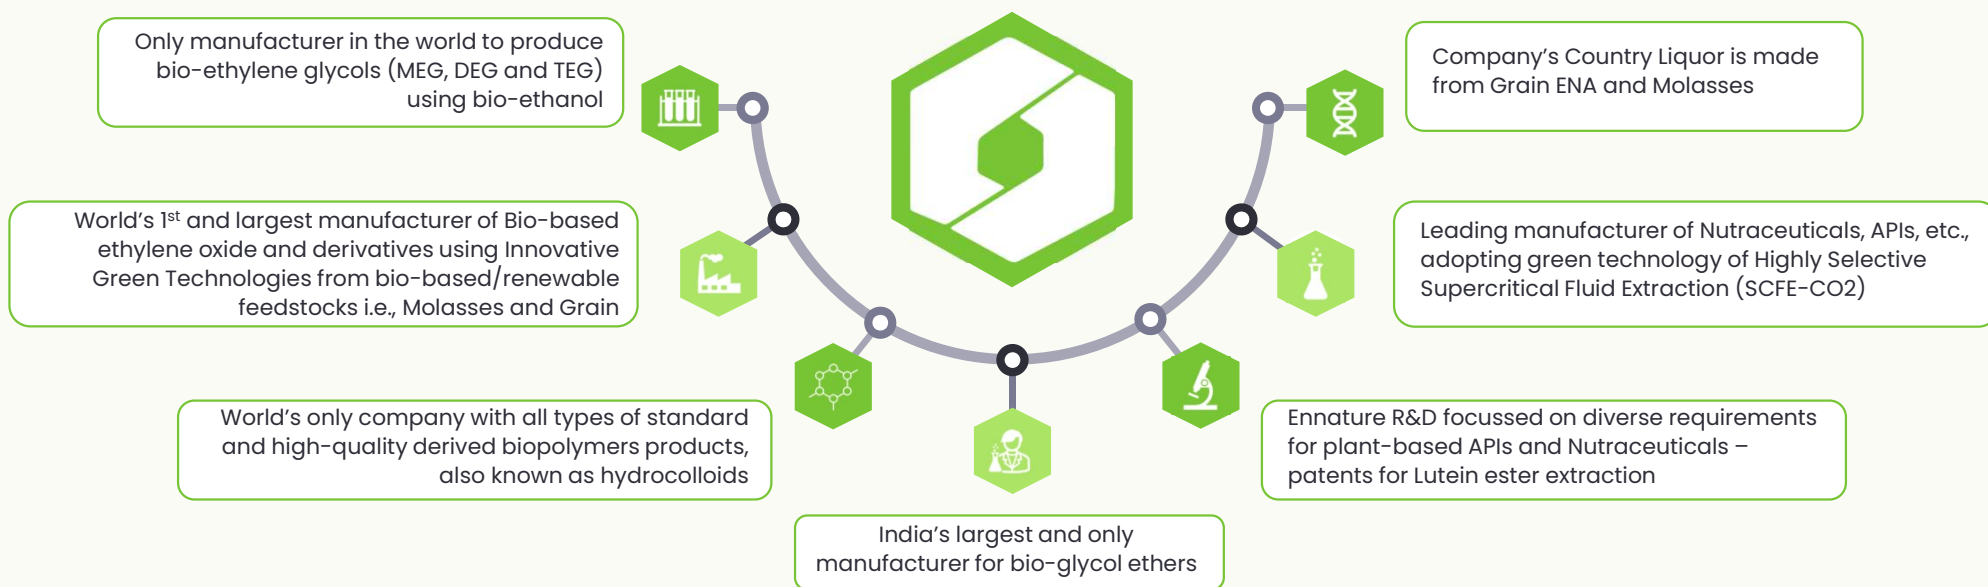 Only manufacturer in the world to produce
bio-ethylene glycols (MEG, DEG and TEG)
using bio-ethanol
World's 1st and largest manufacturer of Bio-based
ethylene oxide and derivatives using Innovative
Green Technologies from bio-based/renewable
feedstocks i.e., Molasses and Grain
World's only company with all types of standard
and high-quality derived biopolymers products,
also known as hydrocolloids
India's largest and only
manufacturer for bio-glycol ethers
Ennature R&D focussed on diverse requirements
for plant-based APIs and Nutraceuticals –
patents for Lutein ester extraction
Leading manufacturer of Nutraceuticals, APIs, etc.,
adopting green technology of Highly Selective
Supercritical Fluid Extraction (SCFE-CO2)
Company's Country Liquor is made
from Grain ENA and Molasses